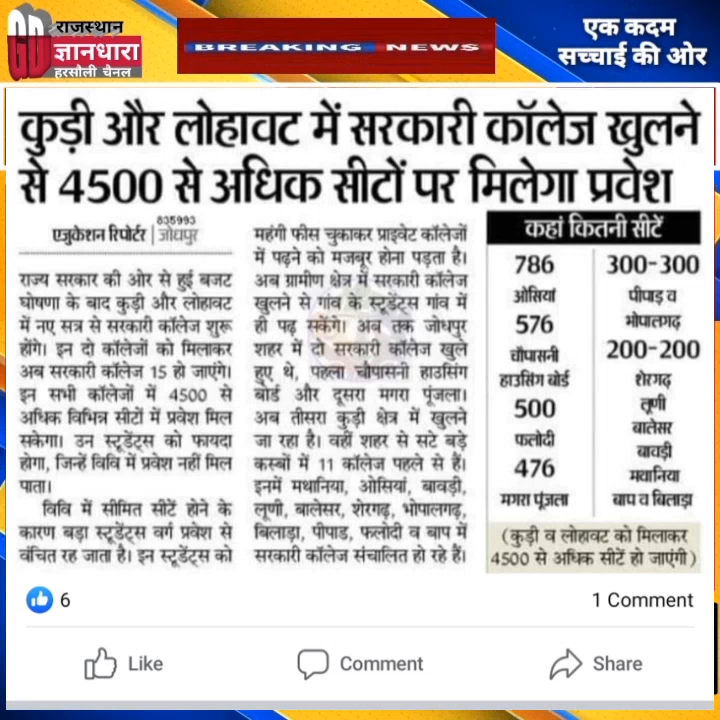 GD
राजस्थान
ज्ञानधारा
हरसौली चैनल
BREAKING NEWS
एक कदम
सच्चाई की ओर
कुड़ी और लोहावट में सरकारी कॉलेज खुलने
से 4500 से अधिक सीटों पर मिलेगा प्रवेश
835993
एजुकेशन रिपोर्टर | जोधपुर
राज्य सरकार की ओर से हुई बजट
घोषणा के बाद कुड़ी और लोहावट
में नए सत्र से सरकारी कॉलेज शुरू
होंगे। इन दो कॉलेजों को मिलाकर
अब सरकारी कॉलेज 15 हो जाएंगे।
इन सभी कॉलेजों में 4500 से
अधिक विभिन्न सीटों में प्रवेश मिल
सकेगा। उन स्टूडेंट्स को फायदा
होगा, जिन्हें विवि में प्रवेश नहीं मिल
पाता।
विवि में सीमित सीटें होने के
कारण बड़ा स्टूडेंट्स वर्ग प्रवेश से
वंचित रह जाता है। इन स्टूडेंट्स को
महंगी फीस चुकाकर प्राइवेट कॉलेजों
में पढ़ने को मजबूर होना पड़ता है।
अब ग्रामीण क्षेत्र में सरकारी कॉलेज
खुलने से गांव के स्टूडेंट्स गांव में
ही पढ़ सकेंगे। अब तक जोधपुर
शहर में दो सरकारी कॉलेज खुले
हुए थे, पहला चौपासनी हाउसिंग
बोर्ड और दूसरा मगरा पूंजला।
अब तीसरा कुड़ी क्षेत्र में खुलने
जा रहा है। वहीं शहर से सटे बड़े
कस्बों में 11 कॉलेज पहले से हैं।
इनमें मथानिया, ओसियां, बावड़ी,
लूणी, बालेसर, शेरगढ़, भोपालगढ़,
बिलाड़ा, पीपाड, फलोदी व बाप में
सरकारी कॉलेज संचालित हो रहे हैं।
कहां कितनी सीटें
786
ओसियां
576
चौपासनी
हाउसिंग बोर्ड
500
फलोदी
476
मगरा पूंजला
300-300
पीपाड़ व
भोपालगढ़
200-200
शेरगढ़
लूणी
बालेसर
बावड़ी
मथानिया
बाप व बिलाड़ा
(कुड़ी व लोहावट को मिलाकर
4500 से अधिक सीटें हो जाएंगी)
6
1 Comment
Like
Comment
Share